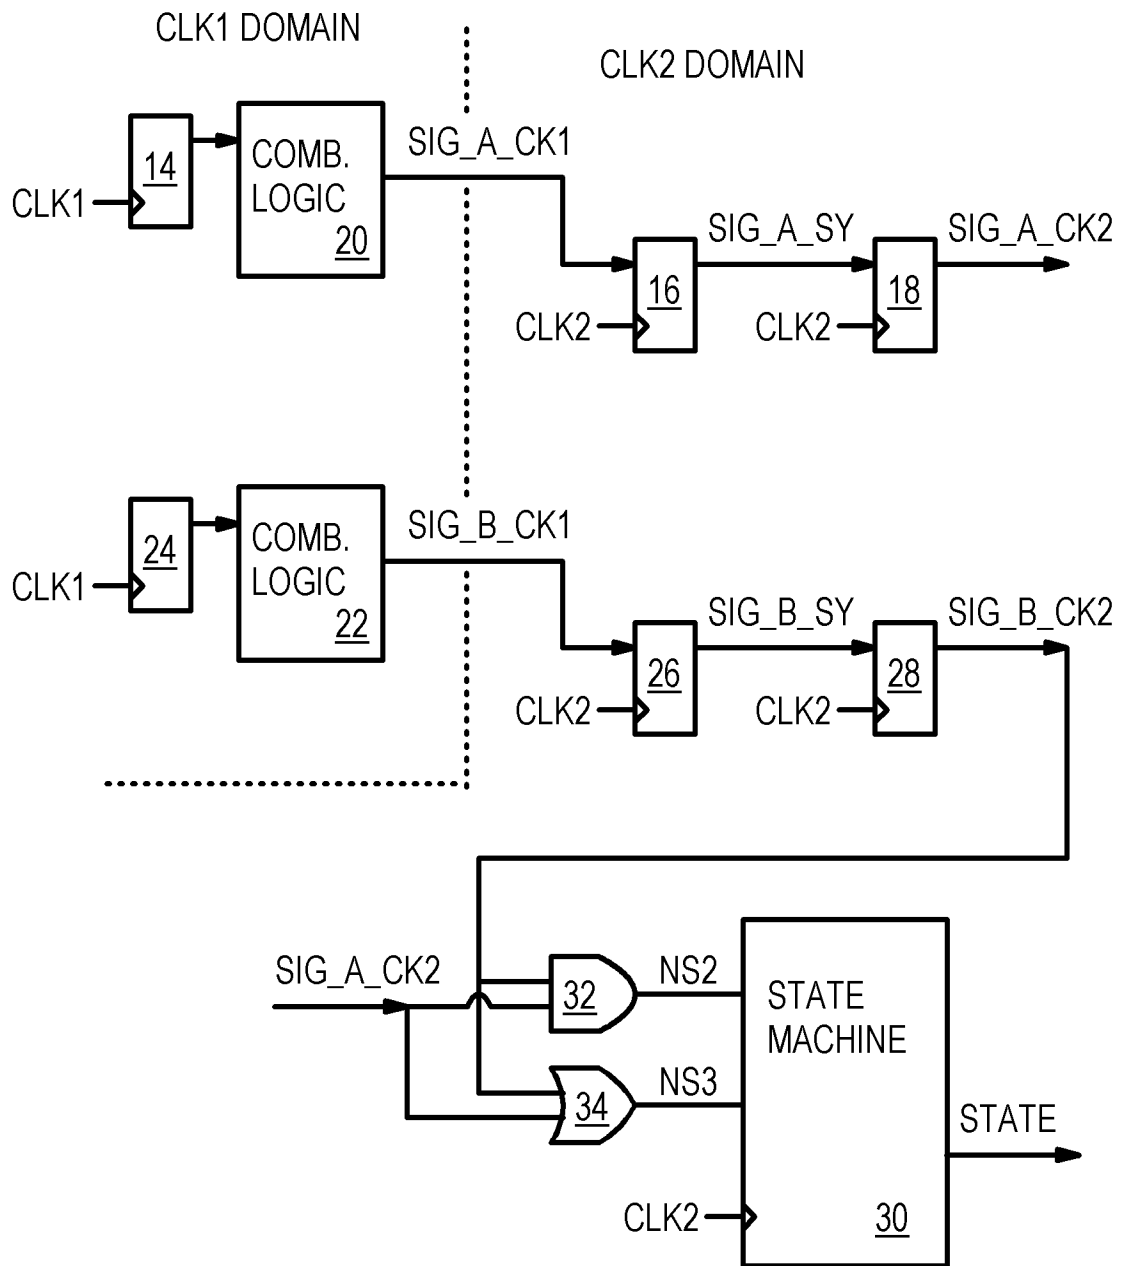 CLK1 DOMAIN
CLK2 DOMAIN
14
CLK1
COMB.
LOGIC
20
SIG_A_CK1
16
CLK2
SIG_A_SY
18
CLK2
SIG_A_CK2
24
CLK1
COMB.
LOGIC
22
SIG_B_CK1
26
CLK2
SIG_B_SY
28
CLK2
SIG_B_CK2
SIG_A_CK2
32
NS2
34
NS3
STATE
MACHINE
30
CLK2
STATE